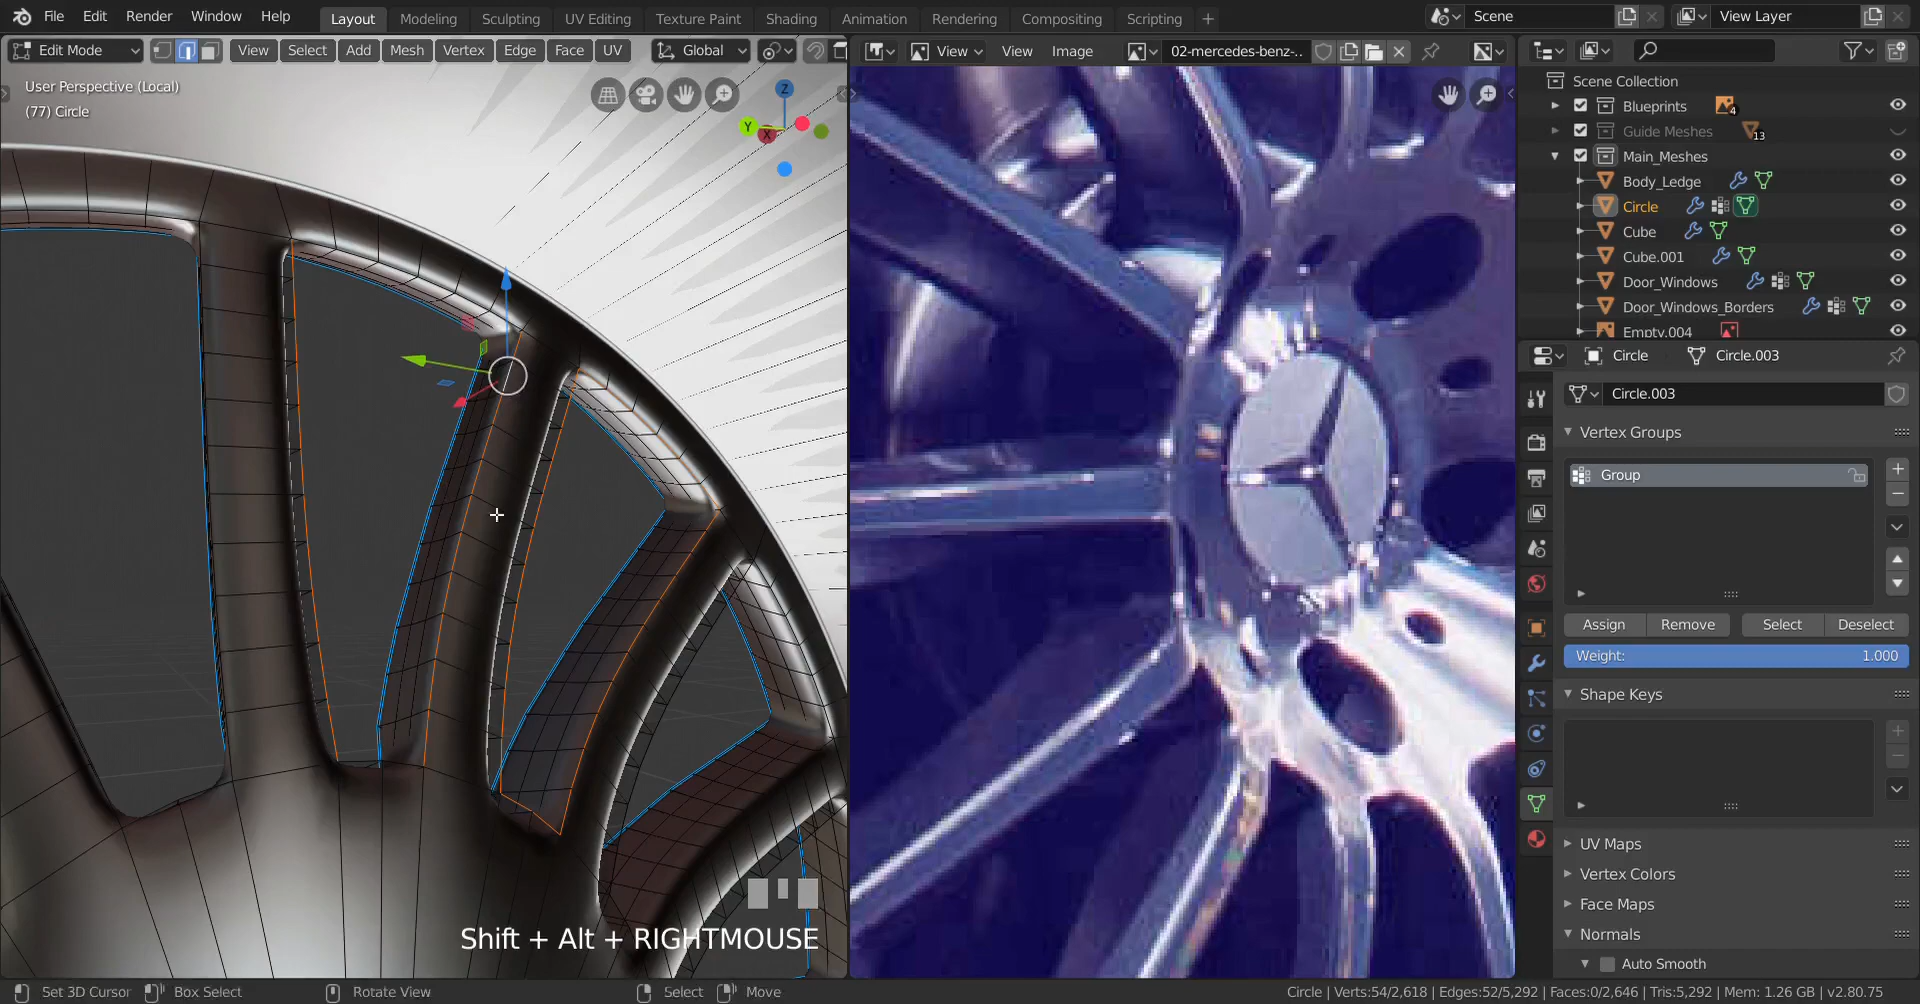 File Edit Render Window Help Layout Modeling Sculpting UV Editing Texture Paint Shading Animation Rendering Compositing Scripting + Scene View Layer
Edit Mode View Select Add Mesh Vertex Edge Face UV Global View View Image 02-mercedes-benz-..
User Perspective (Local)
(77) Circle
Z
Y
X
Scene Collection
Blueprints 4
Guide Meshes 13
Main_Meshes
Body_Ledge
Circle
Cube
Cube.001
Door_Windows
Door_Windows_Borders
Empty.004
Circle Circle.003
Circle.003
Vertex Groups
Group
Assign Remove Select Deselect
Weight: 1.000
Shape Keys
UV Maps
Vertex Colors
Face Maps
Normals
Auto Smooth
Shift + Alt + RIGHTMOUSE
Set 3D Cursor Box Select Rotate View Select Move Circle | Verts:54/2,618 | Edges:52/5,292 | Faces:0/2,646 | Tris:5,292 | Mem: 1.26 GB | v2.80.75